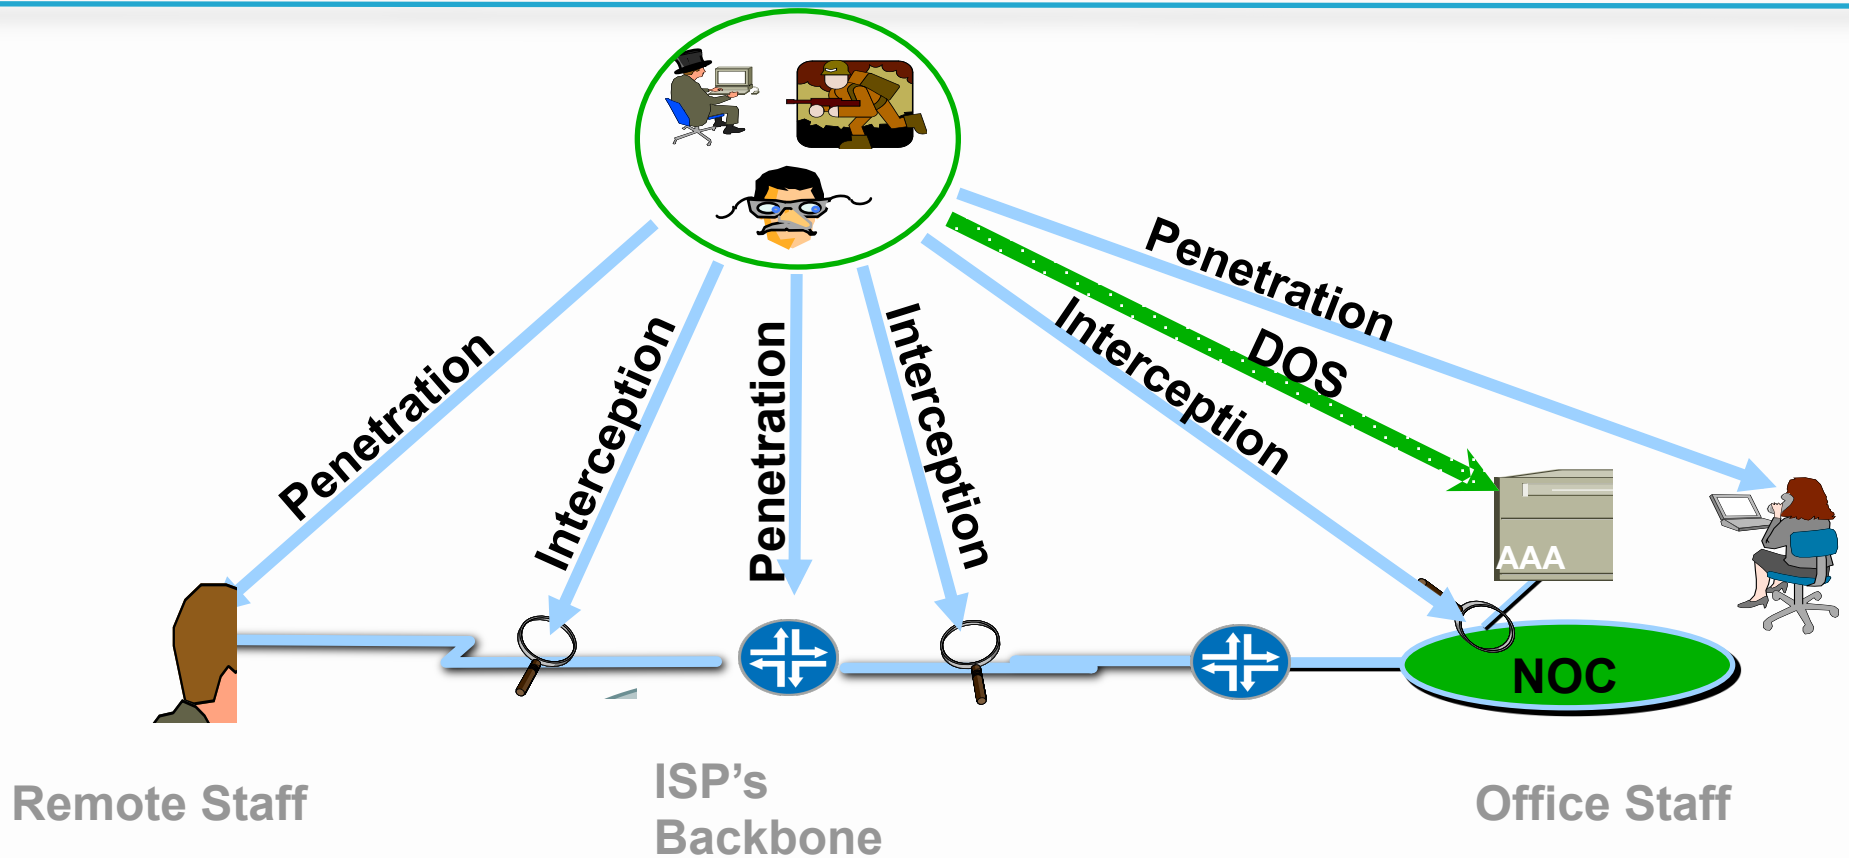 Penetration
Interception
Penetration
Interception
Interception
DOS
Penetration
AAA
NOC
Remote Staff
ISP's
Backbone
Office Staff